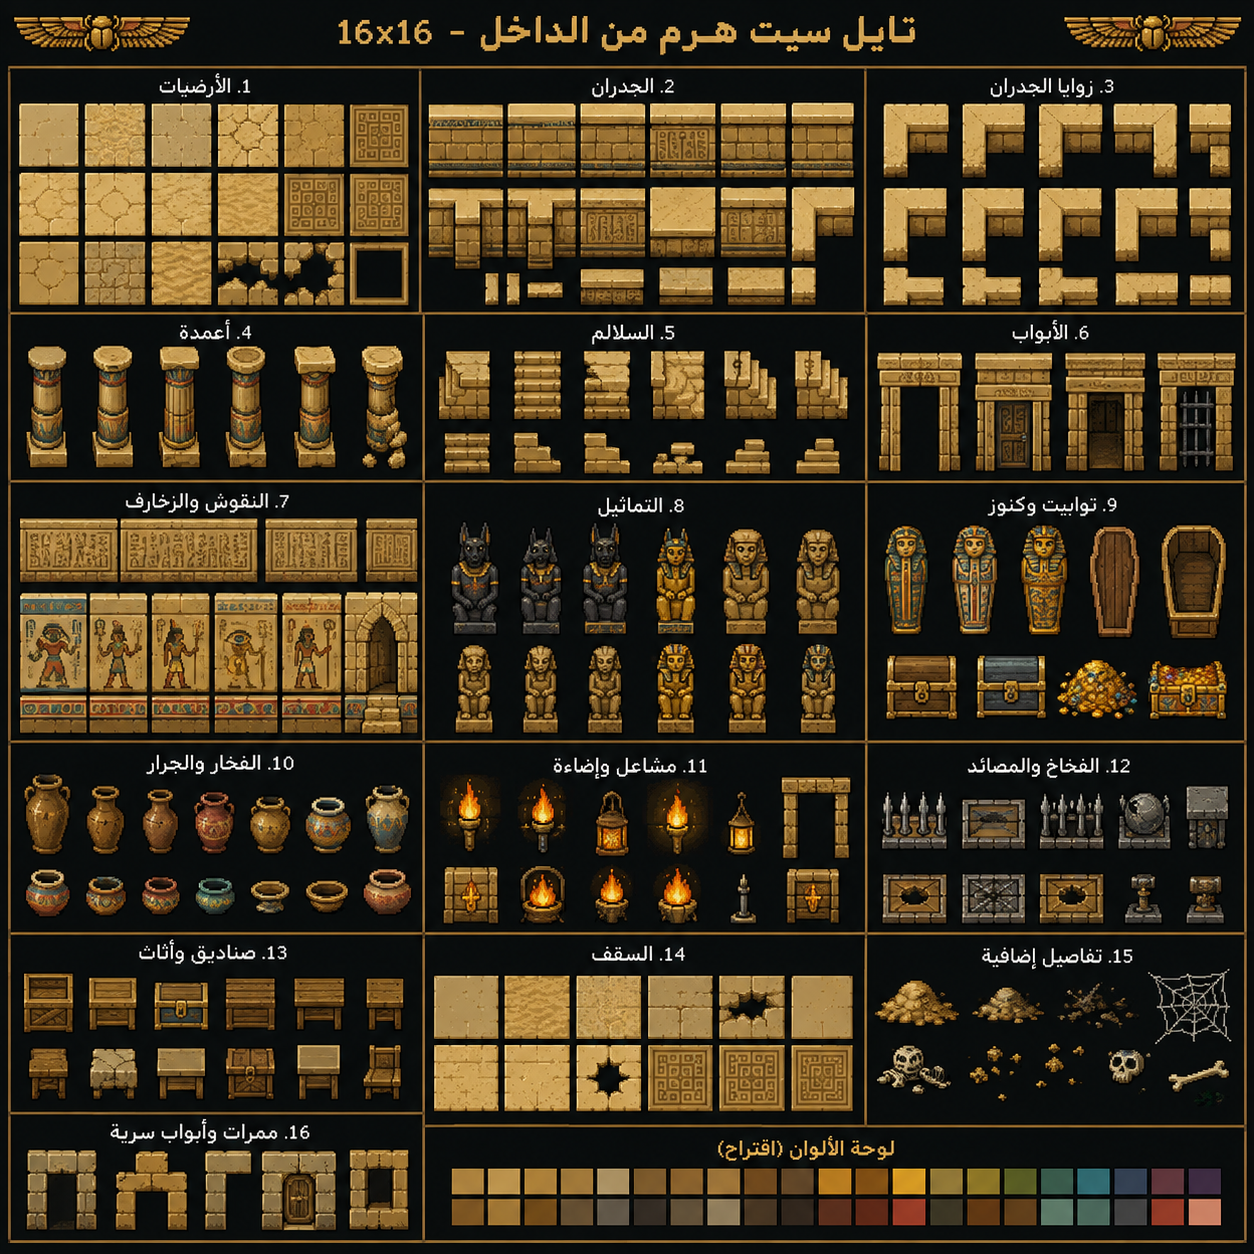 تايل سيت هرم من الداخل - 16x16
1. الأرضيات
2. الجدران
3. زوايا الجدران
4. أعمدة
5. السلالم
6. الأبواب
7. النقوش والزخارف
8. التماثيل
9. توابيت وكنوز
10. الفخار والجرار
11. مشاعل وإضاءة
12. الفخاخ والمصائد
13. صناديق وأثاث
14. السقف
15. تفاصيل إضافية
16. ممرات وأبواب سرية
لوحة الألوان (اقتراح)